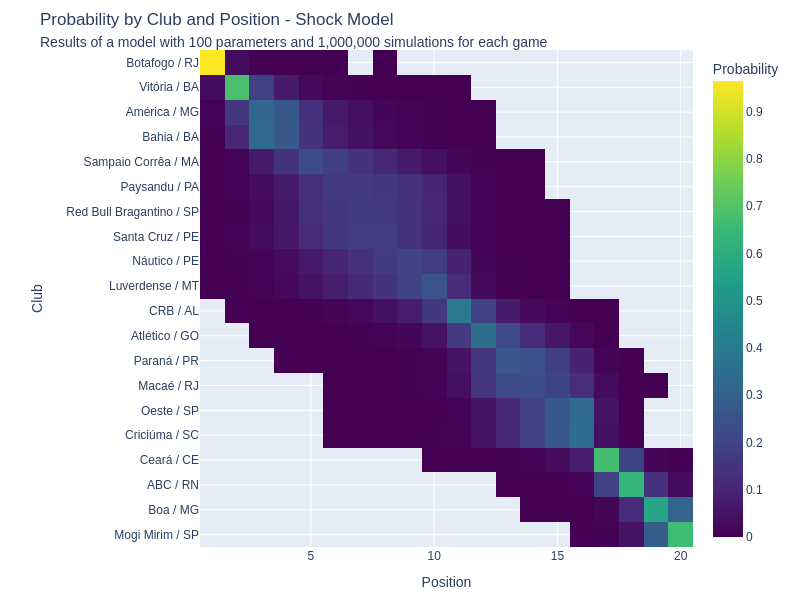 Probability by Club and Position - Shock Model
Results of a model with 100 parameters and 1,000,000 simulations for each game
Probability
Botafogo / RJ
Vitória / BA
América / MG
Bahia / BA
Sampaio Corrêa / MA
Paysandu / PA
Red Bull Bragantino / SP
Santa Cruz / PE
Náutico / PE
Luverdense / MT
CRB / AL
Atlético / GO
Paraná / PR
Macaé / RJ
Oeste / SP
Criciúma / SC
Ceará / CE
ABC / RN
Boa / MG
Mogi Mirim / SP
Club
5
10
15
20
Position
0.9
0.8
0.7
0.6
0.5
0.4
0.3
0.2
0.1
0